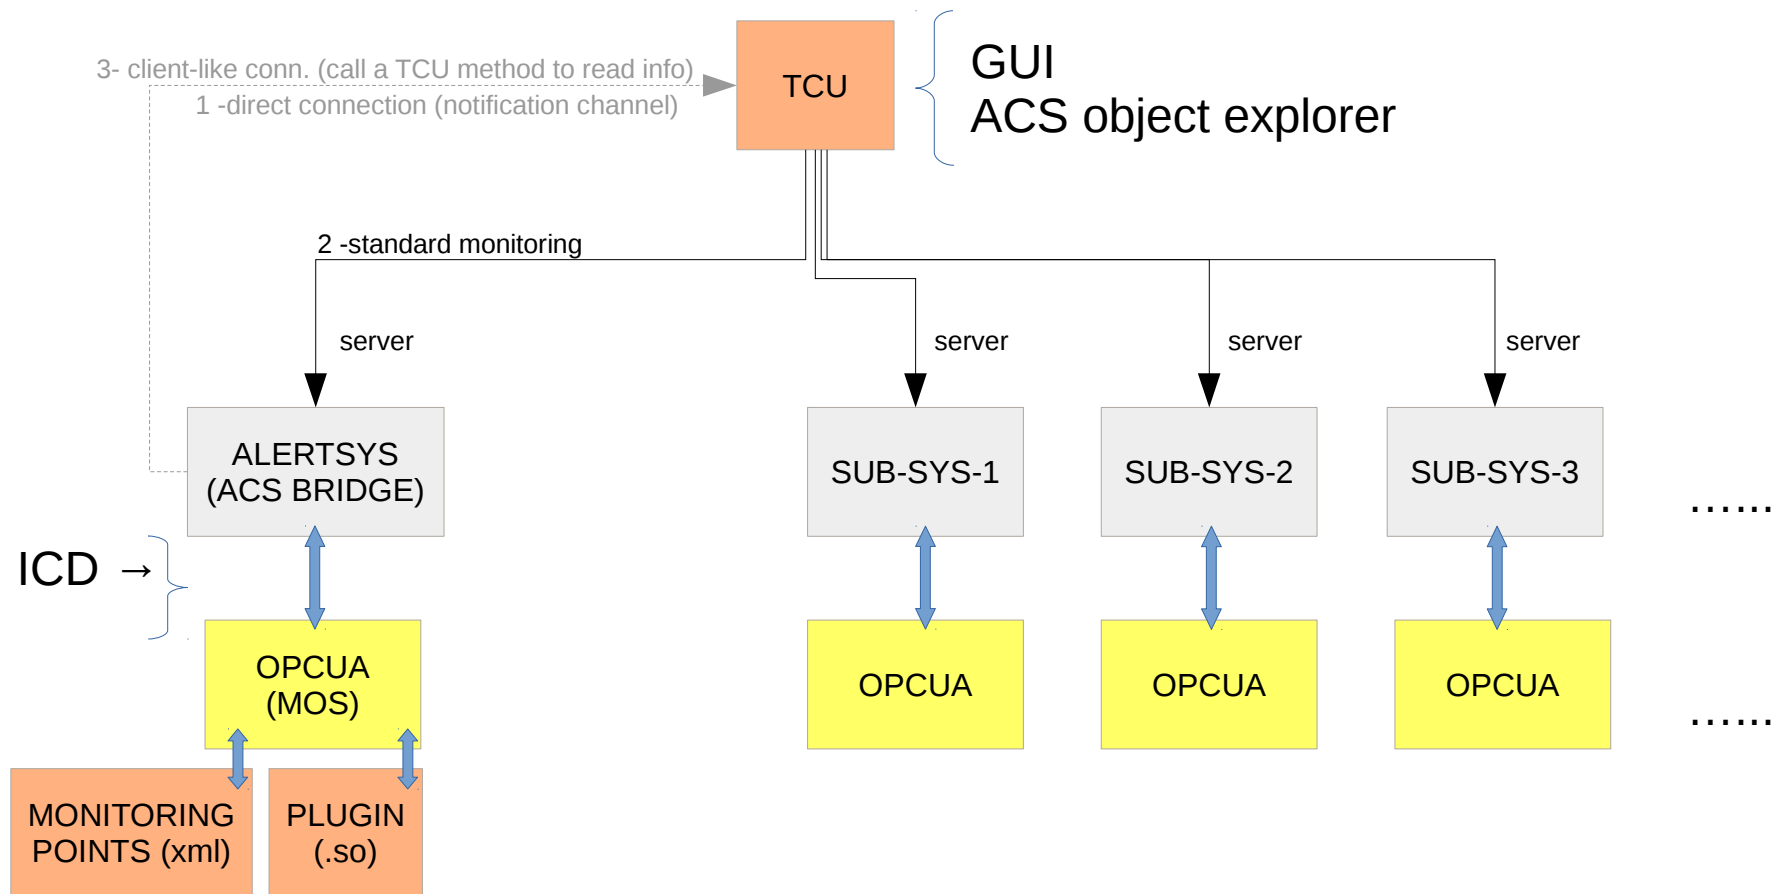 3- client-like conn. (call a TCU method to read info)
1 -direct connection (notification channel)
TCU
GUI
ACS object explorer
2 -standard monitoring
server
server
server
server
ALERTSYS
(ACS BRIDGE)
SUB-SYS-1
SUB-SYS-2
SUB-SYS-3
…...
ICD →
OPCUA
(MOS)
OPCUA
OPCUA
OPCUA
…...
MONITORING
POINTS (xml)
PLUGIN
(.so)